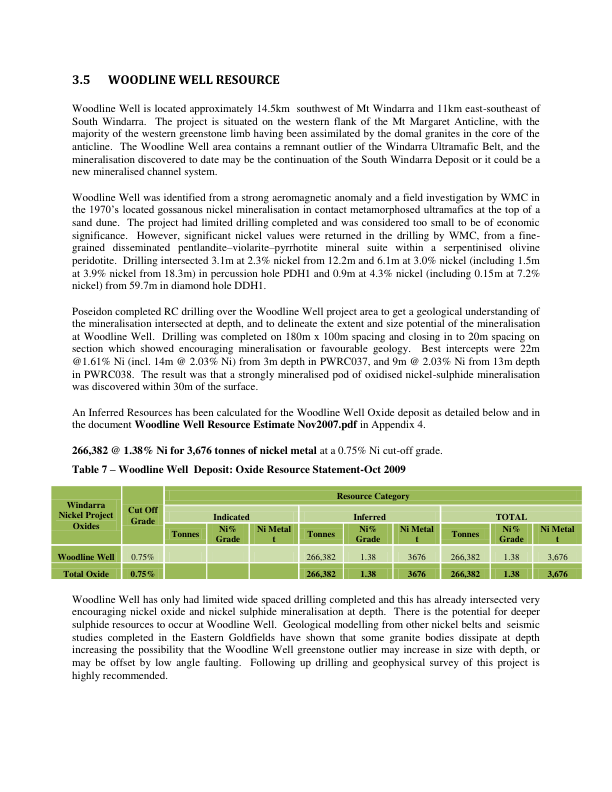 3.5 WOODLINE WELL RESOURCE
Woodline Well is located approximately 14.5km southwest of Mt Windarra and 11km east-southeast of
South Windarra. The project is situated on the western flank of the Mt Margaret Anticline, with the
majority of the western greenstone limb having been assimilated by the domal granites in the core of the
anticline. The Woodline Well area contains a remnant outlier of the Windarra Ultramafic Belt, and the
mineralisation discovered to date may be the continuation of the South Windarra Deposit or it could be a
new mineralised channel system.
Woodline Well was identified from a strong aeromagnetic anomaly and a field investigation by WMC in
the 1970's located gossanous nickel mineralisation in contact metamorphosed ultramafics at the top of a
sand dune. The project had limited drilling completed and was considered too small to be of economic
significance. However, significant nickel values were returned in the drilling by WMC, from a fine-
grained disseminated pentlandite–violarite–pyrrhotite mineral suite within a serpentinised olivine
peridotite. Drilling intersected 3.1m at 2.3% nickel from 12.2m and 6.1m at 3.0% nickel (including 1.5m
at 3.9% nickel from 18.3m) in percussion hole PDH1 and 0.9m at 4.3% nickel (including 0.15m at 7.2%
nickel) from 59.7m in diamond hole DDH1.
Poseidon completed RC drilling over the Woodline Well project area to get a geological understanding of
the mineralisation intersected at depth, and to delineate the extent and size potential of the mineralisation
at Woodline Well. Drilling was completed on 180m x 100m spacing and closing in to 20m spacing on
section which showed encouraging mineralisation or favourable geology. Best intercepts were 22m
@1.61% Ni (incl. 14m @ 2.03% Ni) from 3m depth in PWRC037, and 9m @ 2.03% Ni from 13m depth
in PWRC038. The result was that a strongly mineralised pod of oxidised nickel-sulphide mineralisation
was discovered within 30m of the surface.
An Inferred Resources has been calculated for the Woodline Well Oxide deposit as detailed below and in
the document Woodline Well Resource Estimate Nov2007.pdf in Appendix 4.
266,382 @ 1.38% Ni for 3,676 tonnes of nickel metal at a 0.75% Ni cut-off grade.
Table 7 – Woodline Well Deposit: Oxide Resource Statement-Oct 2009
Windarra Nickel Project Oxides Cut Off Grade Resource Category
Indicated Inferred TOTAL
Tonnes Ni% Grade Ni Metal t Tonnes Ni% Grade Ni Metal t Tonnes Ni% Grade Ni Metal t
Woodline Well 0.75% 266,382 1.38 3676 266,382 1.38 3,676
Total Oxide 0.75% 266,382 1.38 3676 266,382 1.38 3,676
Woodline Well has only had limited wide spaced drilling completed and this has already intersected very
encouraging nickel oxide and nickel sulphide mineralisation at depth. There is the potential for deeper
sulphide resources to occur at Woodline Well. Geological modelling from other nickel belts and seismic
studies completed in the Eastern Goldfields have shown that some granite bodies dissipate at depth
increasing the possibility that the Woodline Well greenstone outlier may increase in size with depth, or
may be offset by low angle faulting. Following up drilling and geophysical survey of this project is
highly recommended.